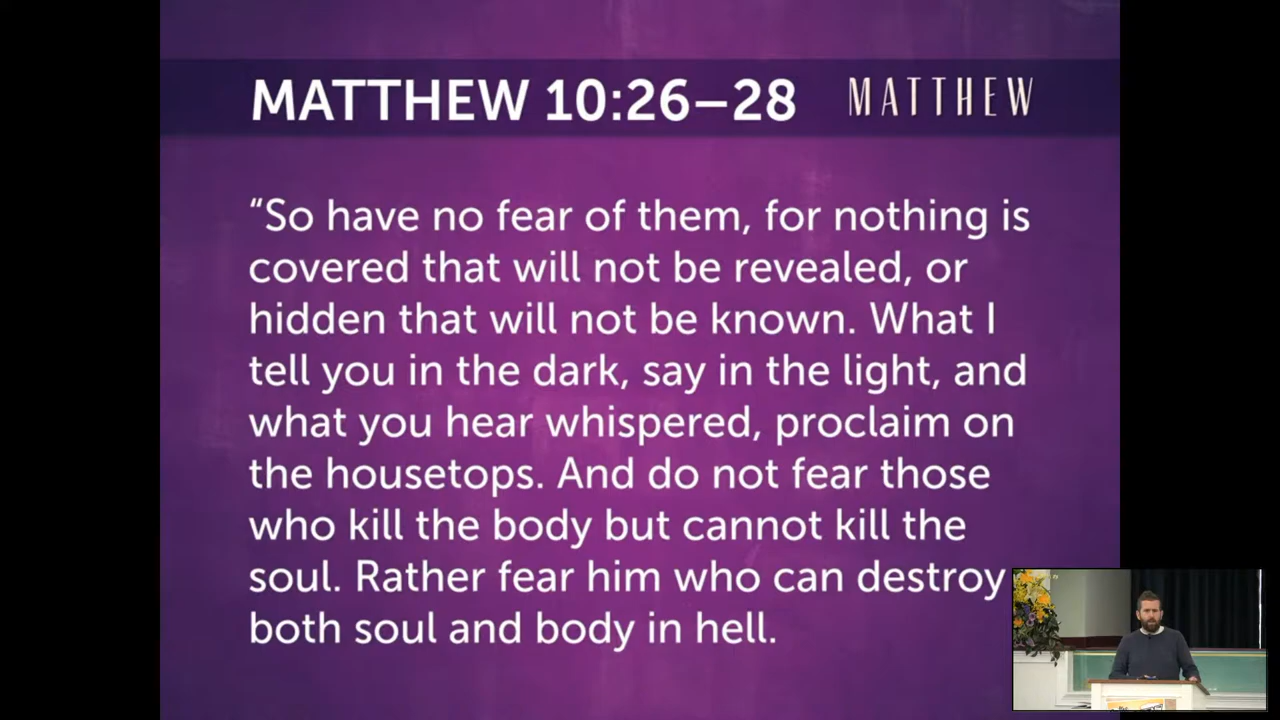 MATTHEW 10:26–28
MATTHEW
“So have no fear of them, for nothing is
covered that will not be revealed, or
hidden that will not be known. What I
tell you in the dark, say in the light, and
what you hear whispered, proclaim on
the housetops. And do not fear those
who kill the body but cannot kill the
soul. Rather fear him who can destroy
both soul and body in hell.